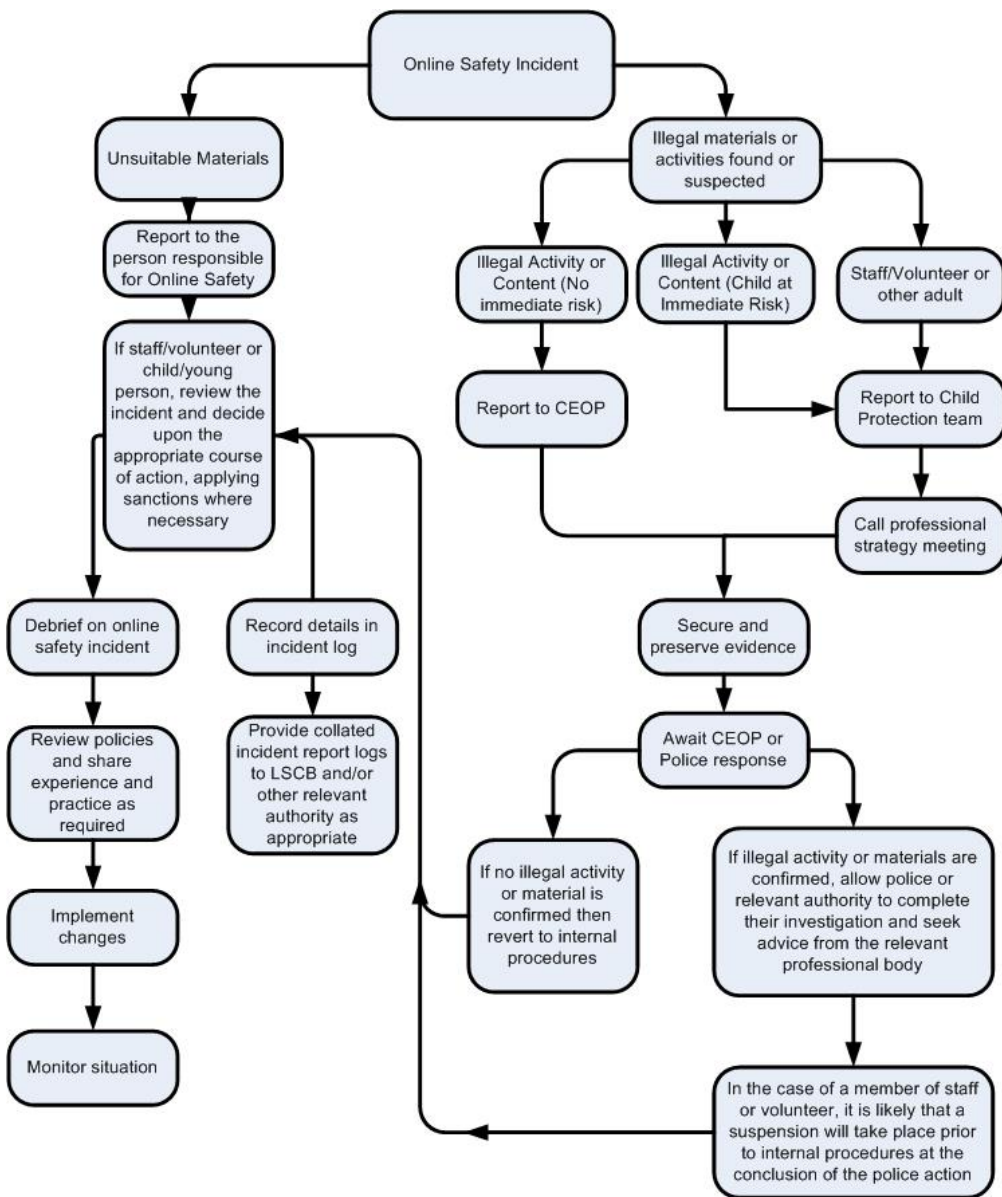 Online Safety Incident
Unsuitable Materials
Report to the
person responsible
for Online Safety
If staff/volunteer or
child/young
person, review the
incident and decide
upon the
appropriate course
of action, applying
sanctions where
necessary
Debrief on online
safety incident
Review policies
and share
experience and
practice as
required
Implement
changes
Monitor situation
Record details in
incident log
Provide collated
incident report logs
to LSCB and/or
other relevant
authority as
appropriate
Illegal materials or
activities found or
suspected
Illegal Activity or
Content (No
immediate risk)
Illegal Activity or
Content (Child at
Immediate Risk)
Staff/Volunteer or
other adult
Report to CEOP
Report to Child
Protection team
Call professional
strategy meeting
Secure and
preserve evidence
Await CEOP or
Police response
If no illegal activity
or material is
confirmed then
revert to internal
procedures
If illegal activity or materials are
confirmed, allow police or
relevant authority to complete
their investigation and seek
advice from the relevant
professional body
In the case of a member of staff
or volunteer, it is likely that a
suspension will take place prior
to internal procedures at the
conclusion of the police action